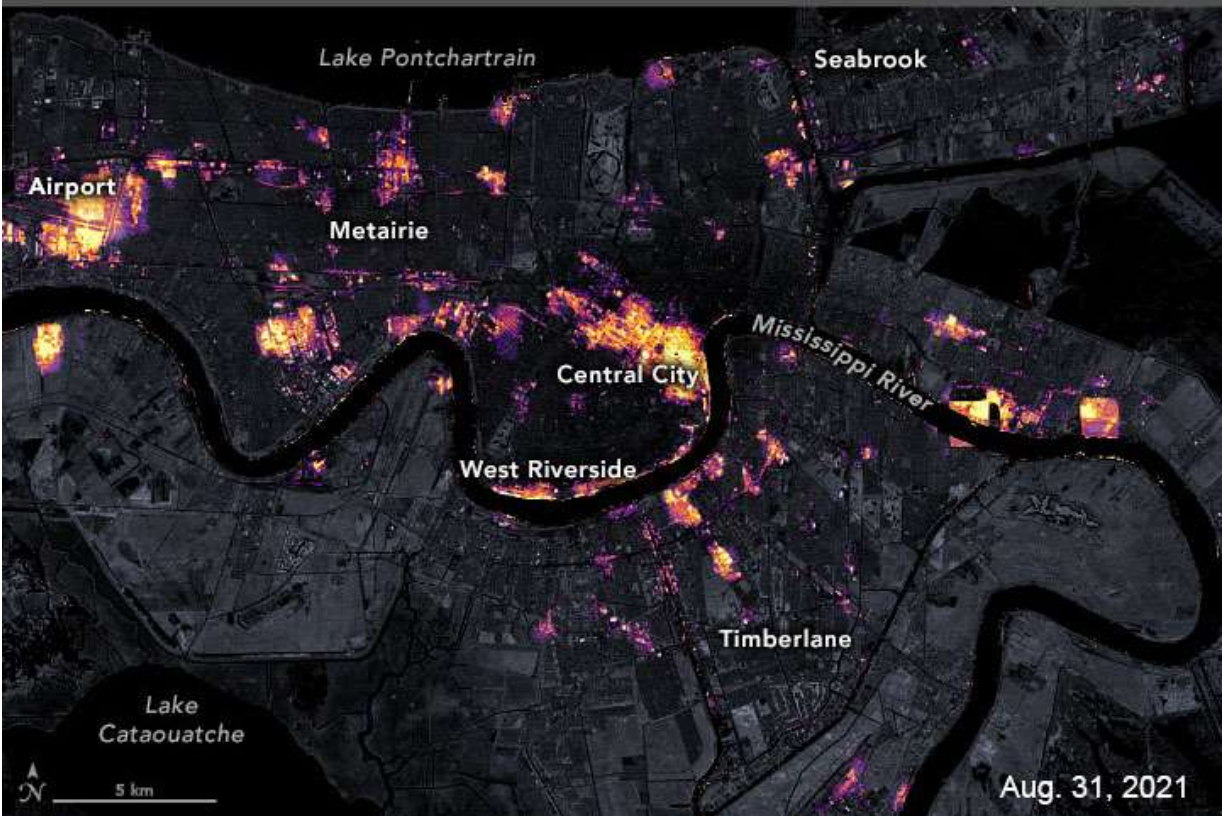 Lake Pontchartrain
Seabrook
Airport
Metairie
Mississippi River
Central City
West Riverside
Timberlane
Lake
Cataouatche
N
5 km
Aug. 31, 2021